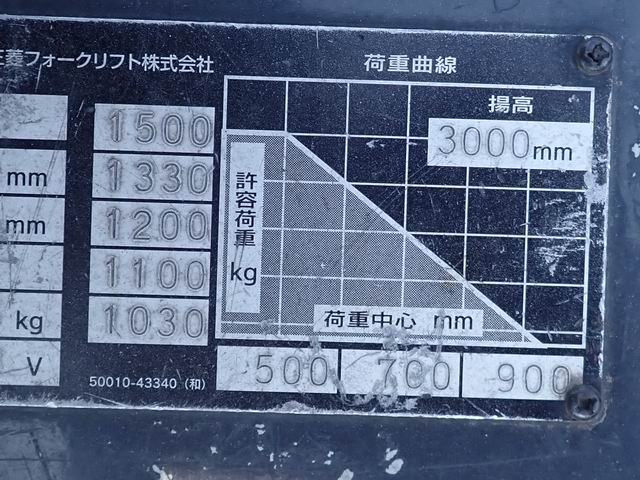 三菱フォークリフト株式会社
荷重曲線
揚高
3000mm
1500
mm 1330
mm 1200
1100
kg 1030
V
許容荷重
kg
荷重中心 mm
500 700 900
50010-43340 (和)